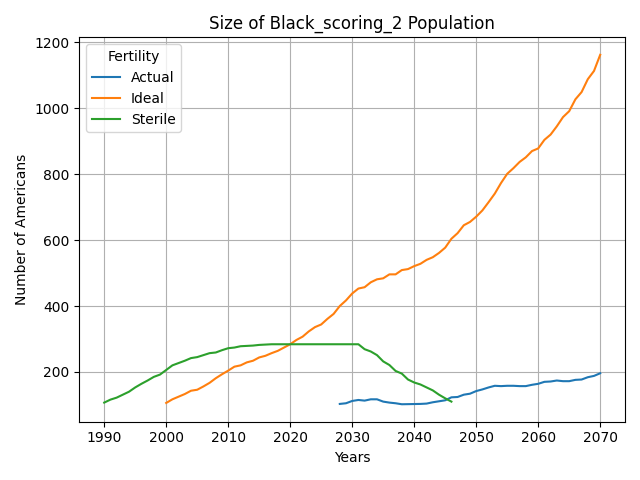 Size of Black_scoring_2 Population
Number of Americans
1200
1000
800
600
400
200
Fertility
Actual
Ideal
Sterile
1990 2000 2010 2020 2030 2040 2050 2060 2070
Years